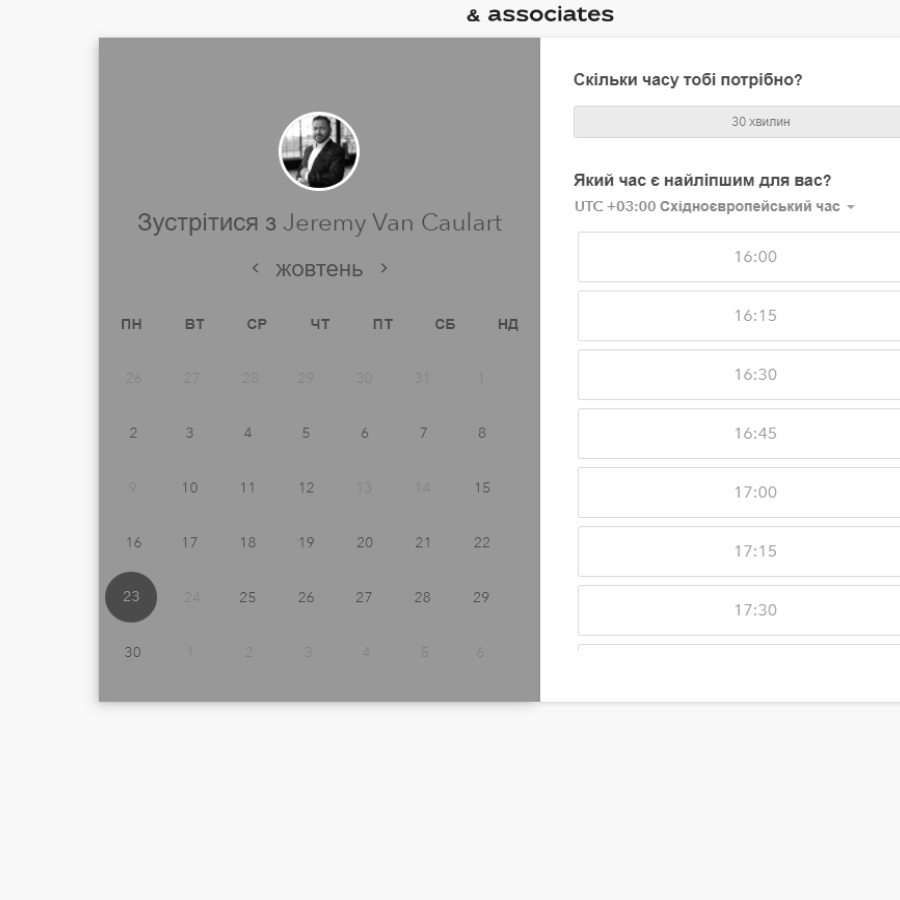 & associates
Зустрітися з Jeremy Van Caulart
жовтень
ПН ВТ СР ЧТ ПТ СБ НД
26 27 28 29 30 31 1
2 3 4 5 6 7 8
9 10 11 12 13 14 15
16 17 18 19 20 21 22
23 24 25 26 27 28 29
30 1 2 3 4 5 6
Скільки часу тобі потрібно?
30 хвилин
Який час є найліпшим для вас?
UTC +03:00 Східноєвропейський час
16:00
16:15
16:30
16:45
17:00
17:15
17:30